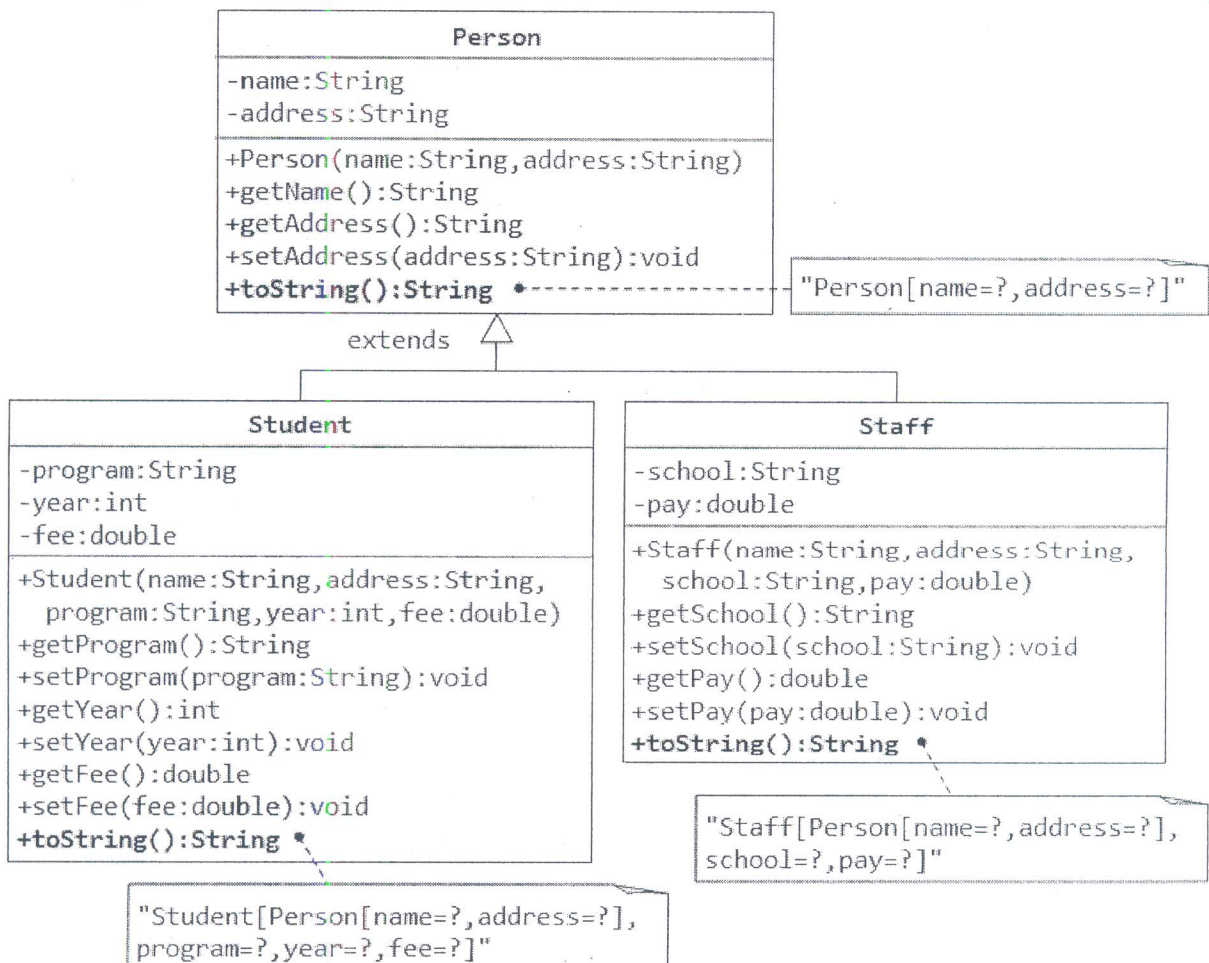 Person
-name:String
-address:String
+Person(name:String,address:String)
+getName():String
+getAddress():String
+setAddress(address:String):void
+toString():String
"Person[name=?,address=?]"
extends
Student
-program:String
-year:int
-fee:double
+Student(name:String,address:String,
program:String,year:int,fee:double)
+getProgram():String
+setProgram(program:String):void
+getYear():int
+setYear(year:int):void
+getFee():double
+setFee(fee:double):void
+toString():String
"Student[Person[name=?,address=?],
program=?,year=?,fee=?]"
Staff
-school:String
-pay:double
+Staff(name:String,address:String,
school:String,pay:double)
+getSchool():String
+setSchool(school:String):void
+getPay():double
+setPay(pay:double):void
+toString():String
"Staff[Person[name=?,address=?],
school=?,pay=?]"